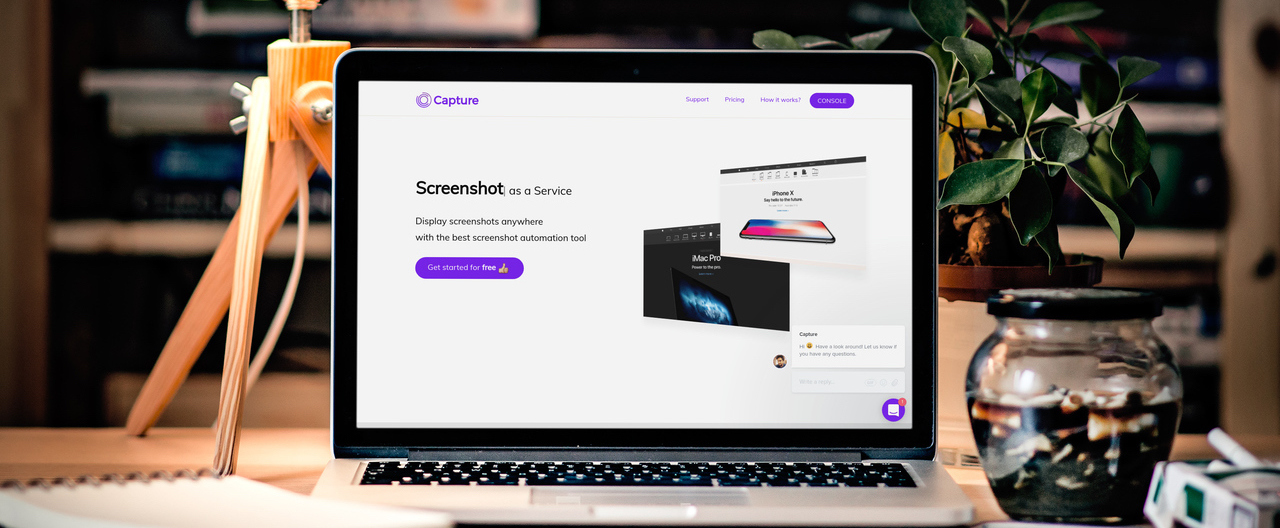 Capture
Support
Pricing
How it works?
CONSOLE
Screenshot as a Service
Display screenshots anywhere
with the best screenshot automation tool
Get started for free 👍
iPhone X
Say hello to the future.
iMac Pro
Power to the pro.
Capture
Hi 😀 Have a look around! Let us know if
you have any questions.
Write a reply...
1